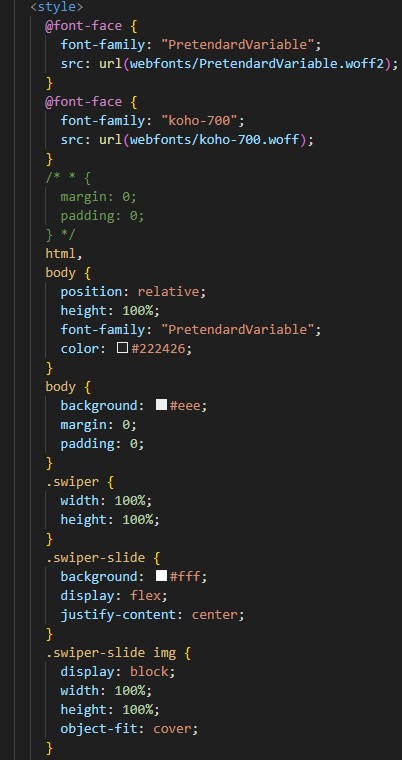 <style>
@font-face {
font-family: "PretendardVariable";
src: url(webfonts/PretendardVariable.woff2);
}
@font-face {
font-family: "koho-700";
src: url(webfonts/koho-700.woff);
}
/* * {
margin: 0;
padding: 0;
} */
html,
body {
position: relative;
height: 100%;
font-family: "PretendardVariable";
color: #222426;
}
body {
background: #eee;
margin: 0;
padding: 0;
}
.swiper {
width: 100%;
height: 100%;
}
.swiper-slide {
background: #fff;
display: flex;
justify-content: center;
}
.swiper-slide img {
display: block;
width: 100%;
height: 100%;
object-fit: cover;
}